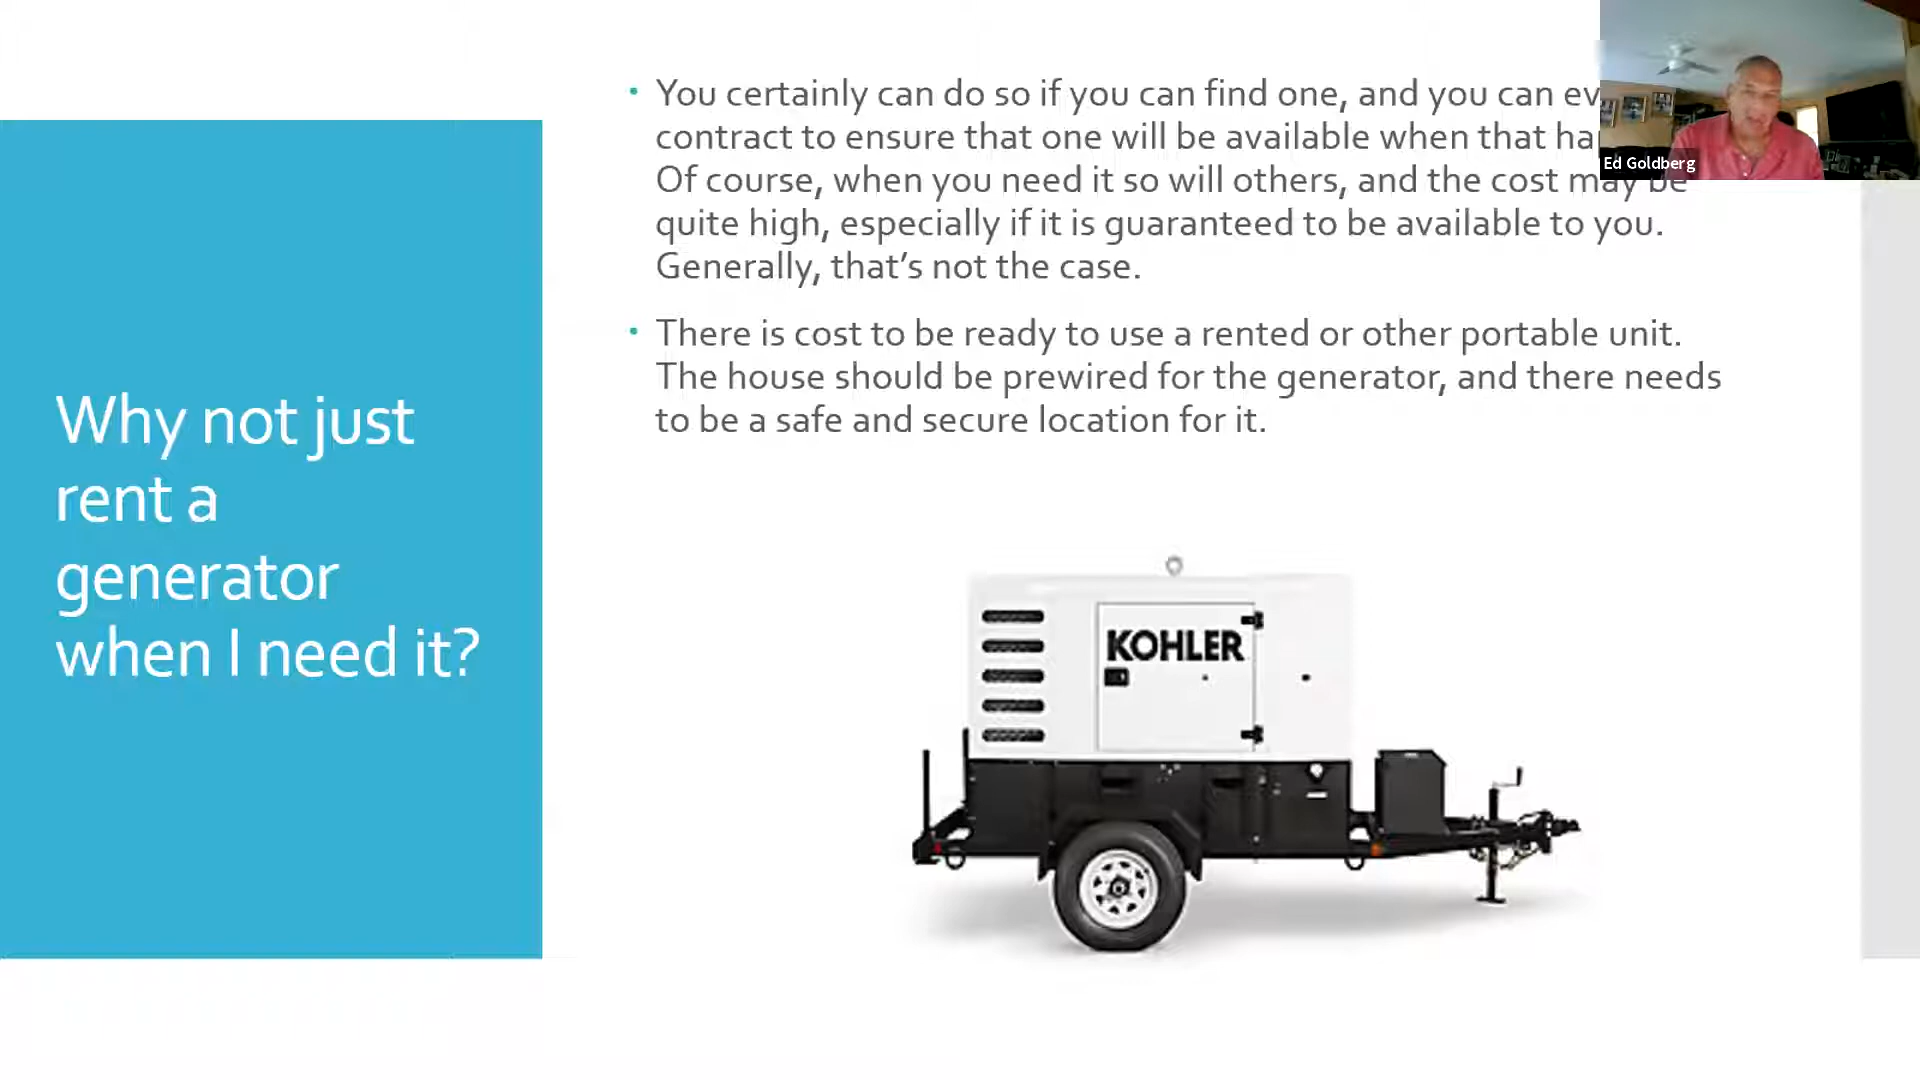 Why not just
rent a
generator
when I need it?
You certainly can do so if you can find one, and you can
contract to ensure that one will be available when that
Of course, when you need it so will others, and the cost may be
quite high, especially if it is guaranteed to be available to you.
Generally, that’s not the case.
There is cost to be ready to use a rented or other portable unit.
The house should be prewired for the generator, and there needs
to be a safe and secure location for it.
KOHLER
Ed Goldberg